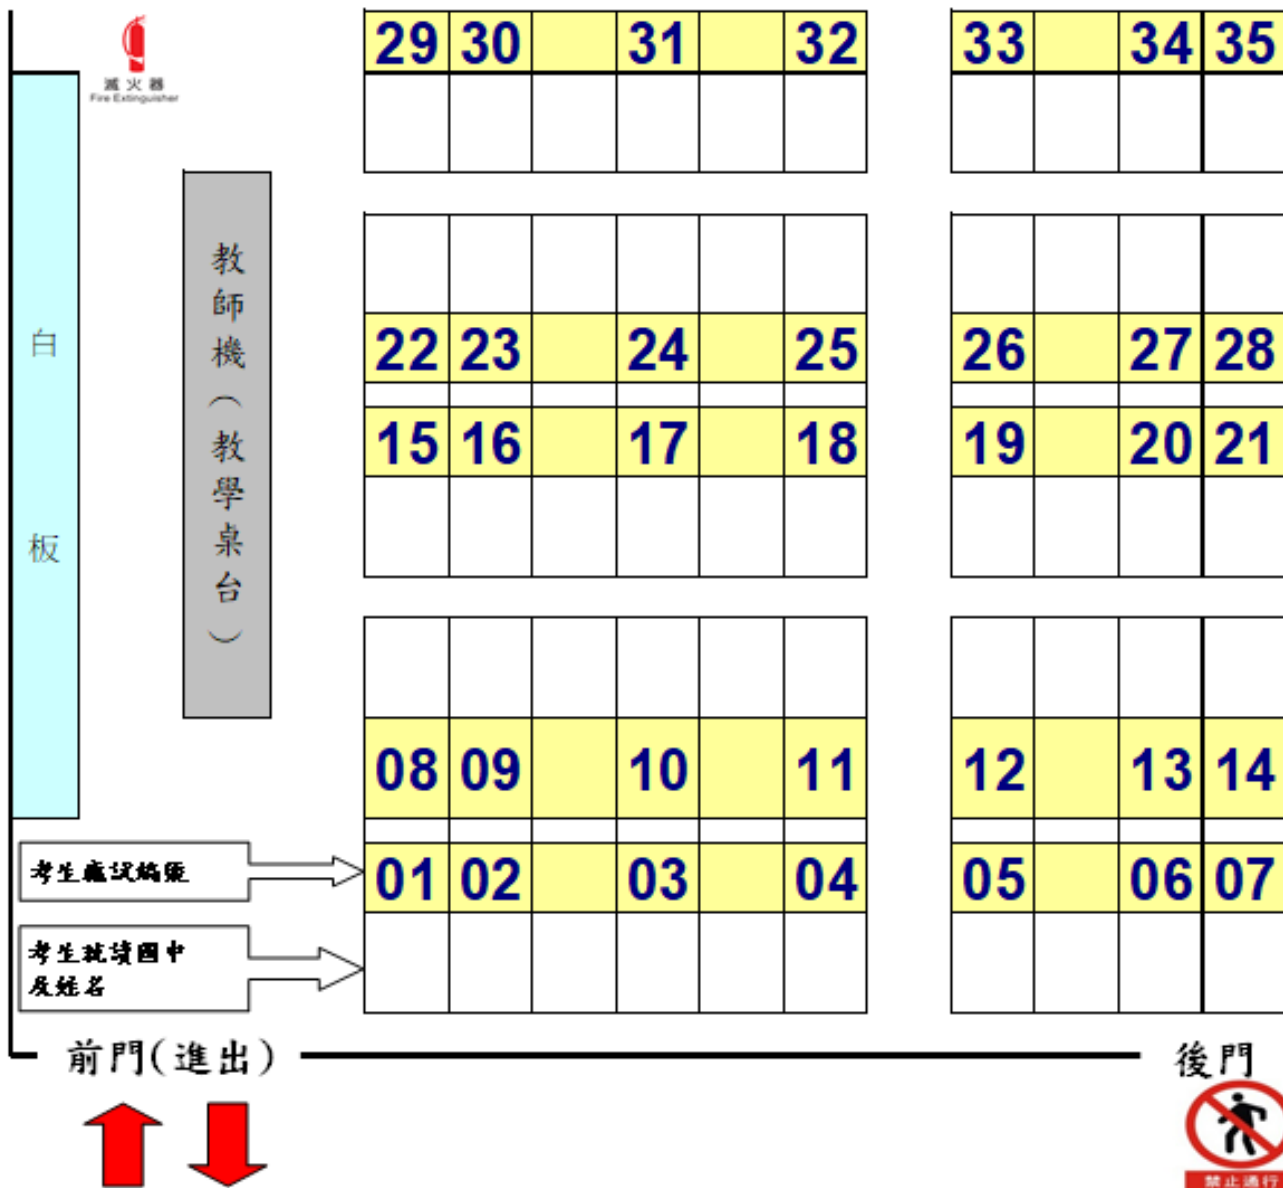 29 30 31 32 33 34 35
滅火器
Fire Extinguisher
白板
教師機(教學桌台)
22 23 24 25 26 27 28
15 16 17 18 19 20 21
08 09 10 11 12 13 14
考生應試編號
01 02 03 04 05 06 07
考生就讀國中
及姓名
前門(進出)
後門
禁止通行